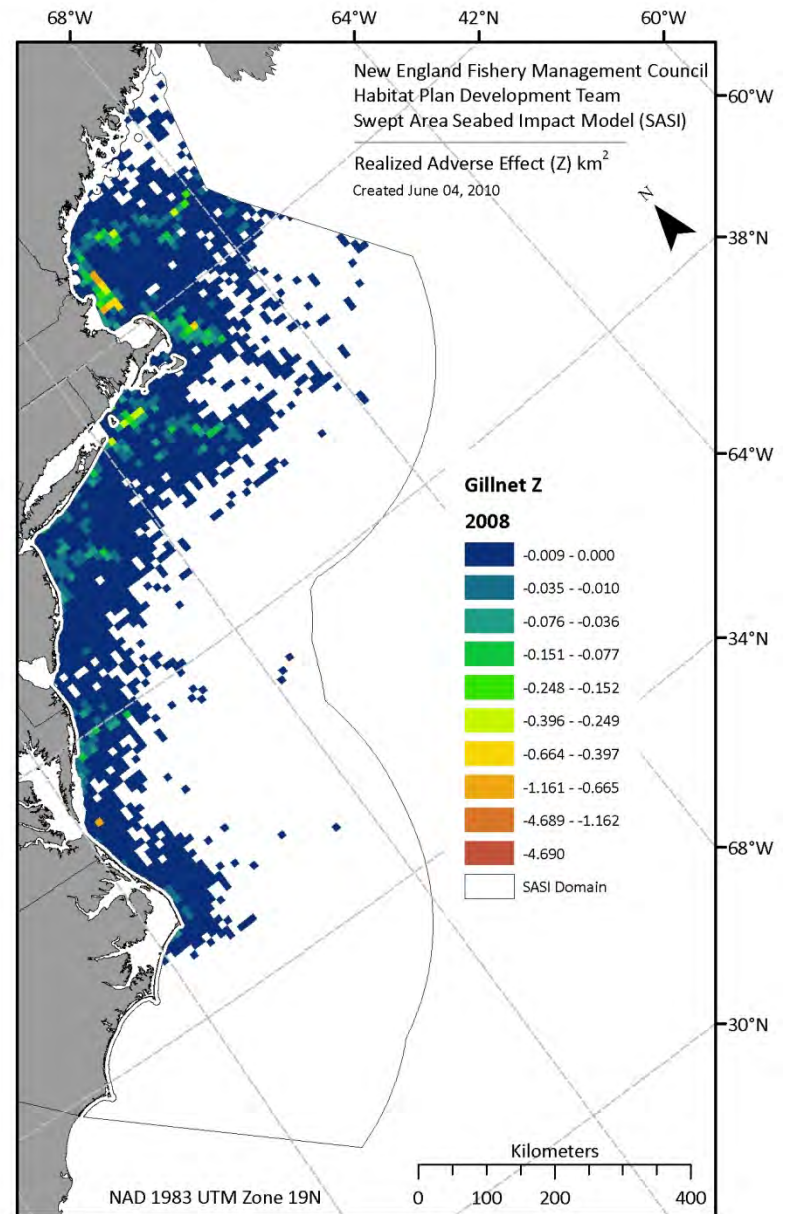 68°W
64°W
42°N
60°W
New England Fishery Management Council
Habitat Plan Development Team
Swept Area Seabed Impact Model (SASI)
Realized Adverse Effect (Z) km²
Created June 04, 2010
N
60°W
38°N
64°W
34°N
68°W
30°N
Gillnet Z
2008
-0.009 - 0.000
-0.035 - -0.010
-0.076 - -0.036
-0.151 - -0.077
-0.248 - -0.152
-0.396 - -0.249
-0.664 - -0.397
-1.161 - -0.665
-4.689 - -1.162
-4.690
SASI Domain
Kilometers
0 100 200 400
NAD 1983 UTM Zone 19N